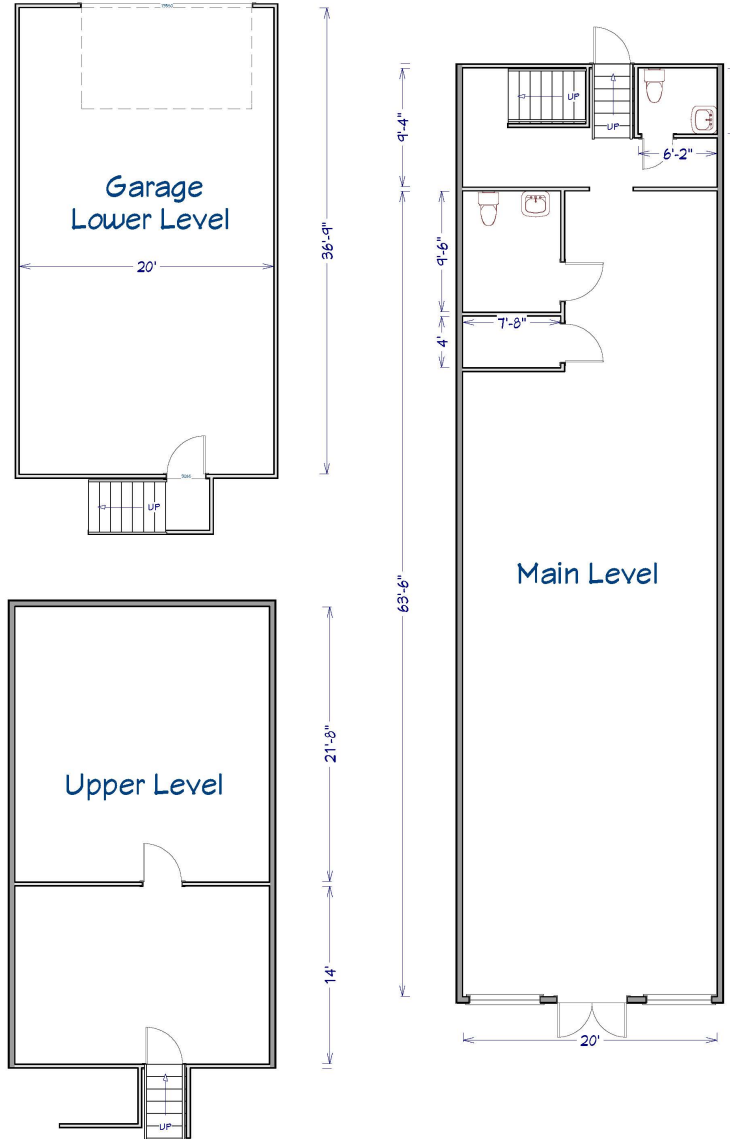 Garage
Lower Level
20'
36'-9"
UP
UP
UP
9'-4"
6'-2"
9'-6"
7'-8"
4'
Main Level
63'-6"
20'
Upper Level
21'-8"
14'
UP